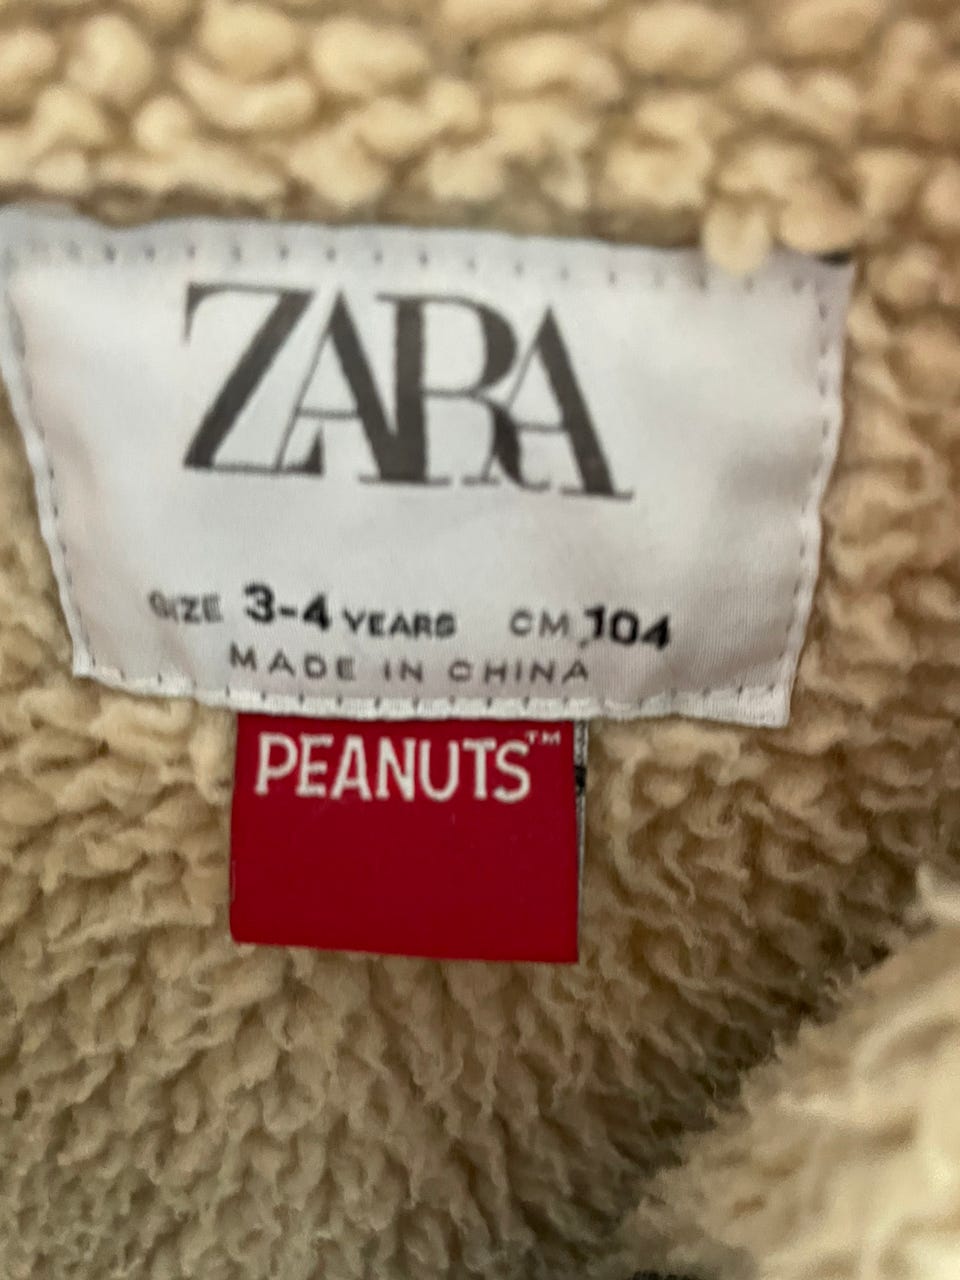 ZARA
SIZE 3-4 YEARS CM 104
MADE IN CHINA
PEANUTS™